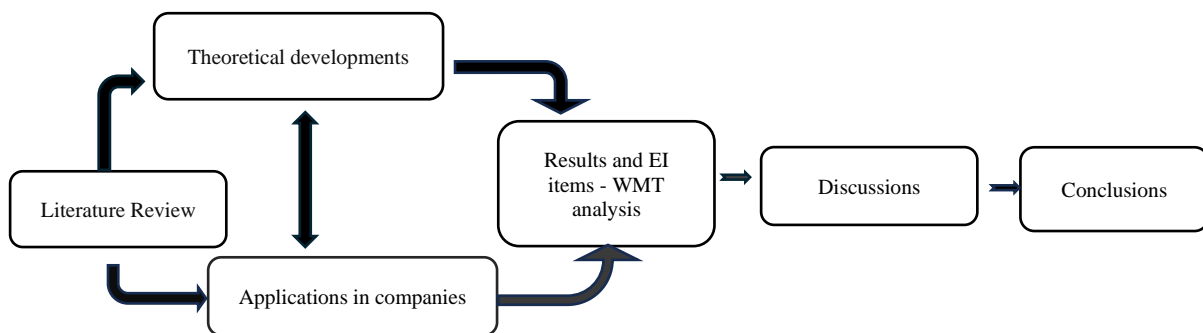 Theoretical developments
Literature Review
Applications in companies
Results and EI
items - WMT
analysis
Discussions
Conclusions